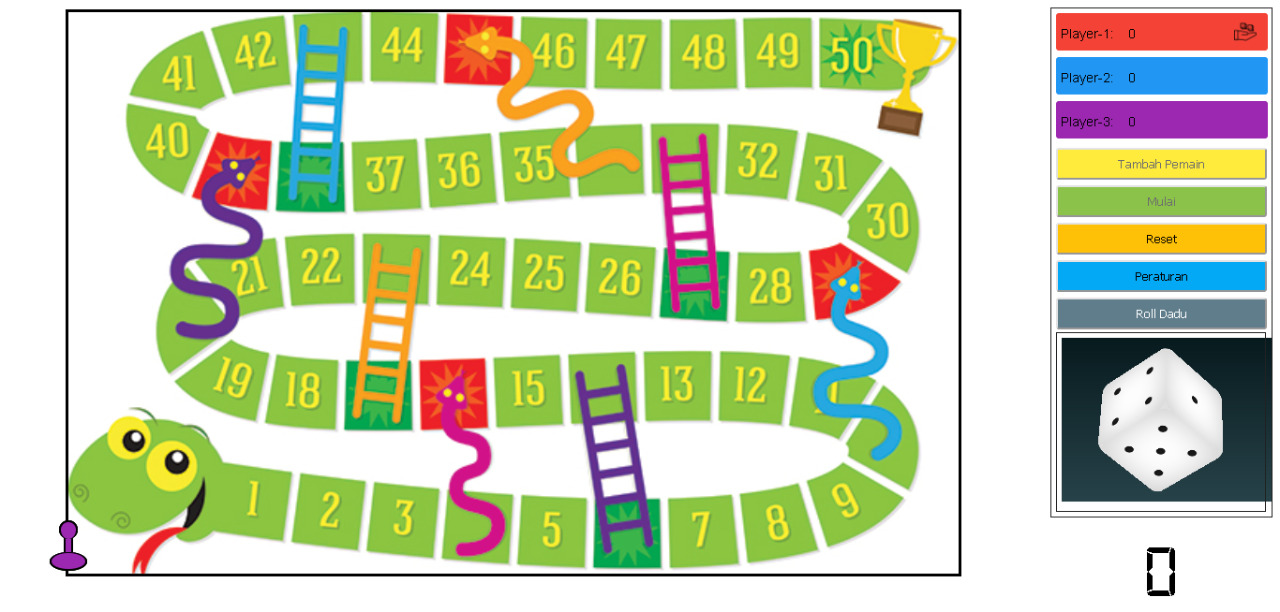 41 42 44 46 47 48 49 50
40 37 36 35 32 31
30
21 22 24 25 26 28
19 18 15 13 12
1 2 3 5 7 8 9
Player-1: 0
Player-2: 0
Player-3: 0
Tambah Pemain
Mulai
Reset
Peraturan
Roll Dadu
0